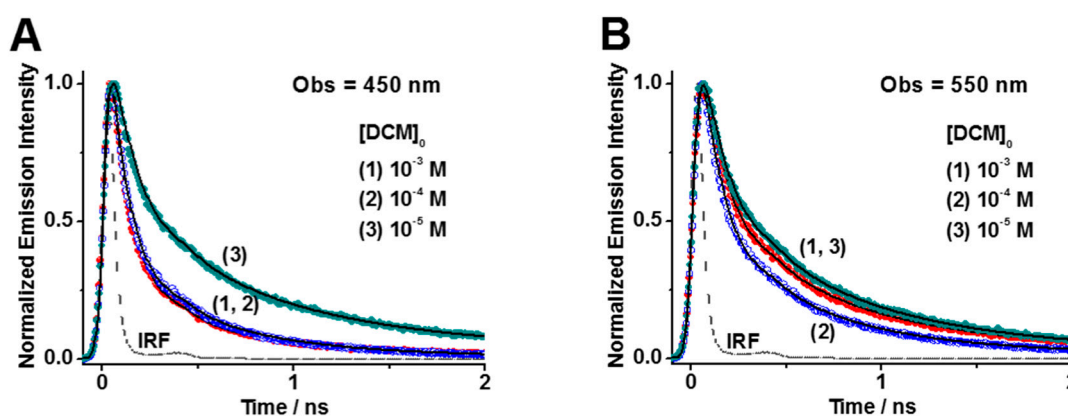 A
Normalized Emission Intensity
1.0
0.5
0.0
Obs = 450 nm
[DCM]₀
(1) 10⁻³ M
(2) 10⁻⁴ M
(3) 10⁻⁵ M
(3)
(1, 2)
IRF
0
1
2
Time / ns
B
Normalized Emission Intensity
1.0
0.5
0.0
Obs = 550 nm
[DCM]₀
(1) 10⁻³ M
(2) 10⁻⁴ M
(3) 10⁻⁵ M
(1, 3)
(2)
IRF
0
1
2
Time / ns